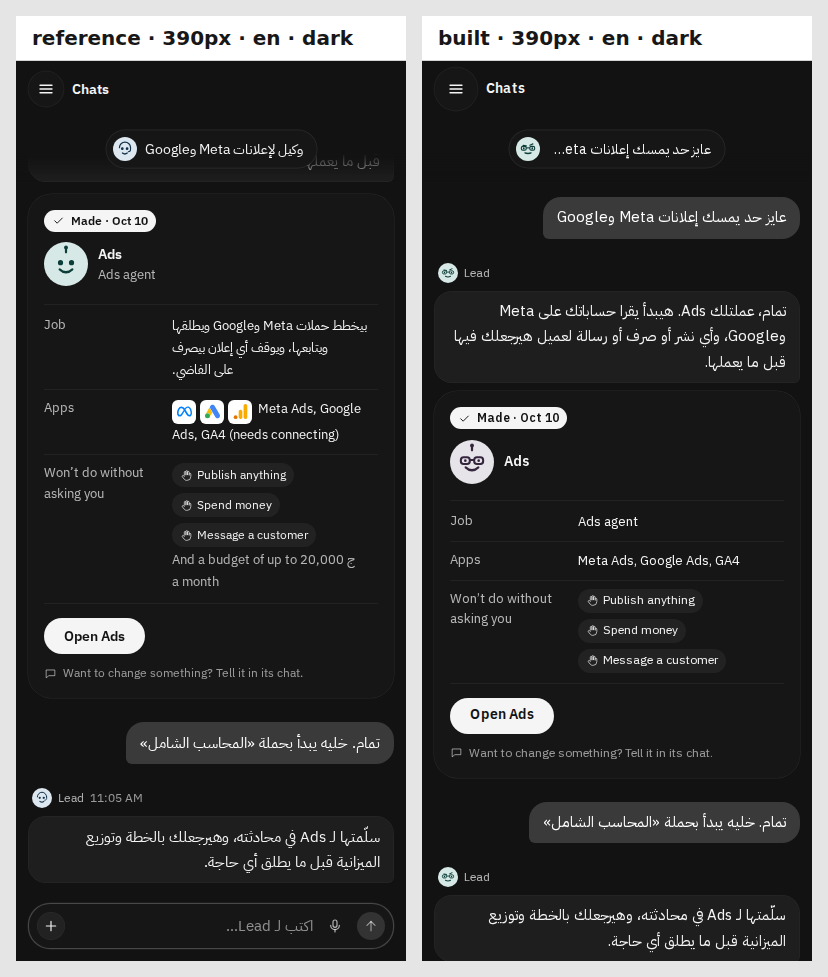 reference · 390px · en · dark
Chats
وكيل لإعلانات Meta وGoogle
قبل ما يعملها
Made · Oct 10
Ads
Ads agent
Job
بيخطط حملات Meta وGoogle ويطلقها
ويتابعها، ويوقف أي إعلان بيصرف
على الفاضي.
Apps
Meta Ads, Google
Ads, GA4 (needs connecting)
Won't do without
asking you
Publish anything
Spend money
Message a customer
And a budget of up to 20,000 ج
a month
Open Ads
Want to change something? Tell it in its chat.
تمام. خليه يبدأ بحملة «المحاسب الشامل»
Lead 11:05 AM
سلّمتها لـ Ads في محادثته، وهيرجعلك بالخطة وتوزيع
الميزانية قبل ما يطلق أي حاجة.
اكتب لـ Lead...
built · 390px · en · dark
Chats
عايز حد يمسك إعلانات eta...
عايز حد يمسك إعلانات Meta وGoogle
Lead
تمام، عملتلك Ads. هيبدأ يقرا حساباتك على Meta
وGoogle، وأي نشر أو صرف أو رسالة لعميل هيرجعلك فيها
قبل ما يعملها.
Made · Oct 10
Ads
Job
Ads agent
Apps
Meta Ads, Google Ads, GA4
Won't do without
asking you
Publish anything
Spend money
Message a customer
Open Ads
Want to change something? Tell it in its chat.
تمام. خليه يبدأ بحملة «المحاسب الشامل»
Lead
سلّمتها لـ Ads في محادثته، وهيرجعلك بالخطة وتوزيع
الميزانية قبل ما يطلق أي حاجة.